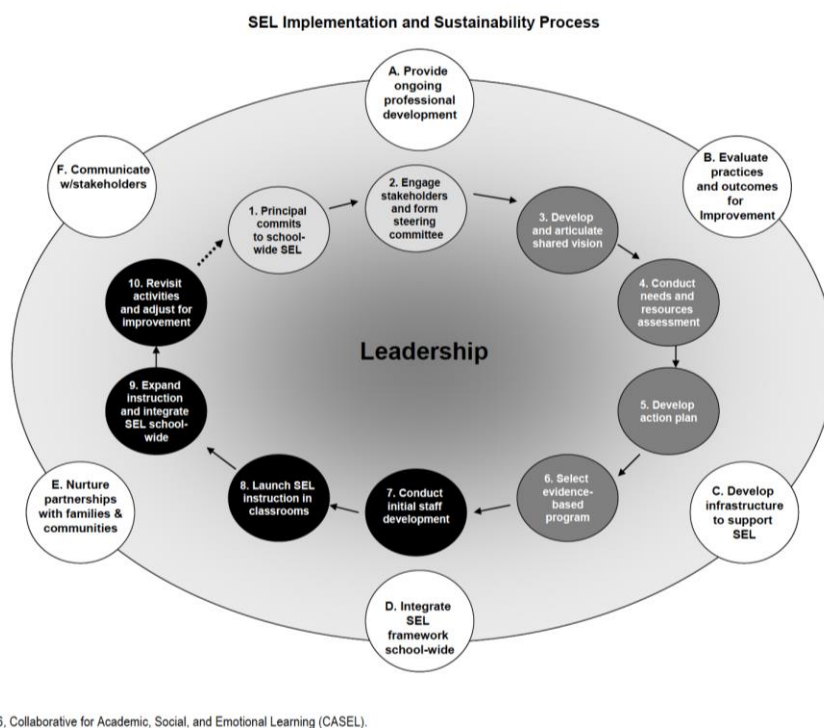 SEL Implementation and Sustainability Process
A. Provide
ongoing
professional
development
B. Evaluate
practices
and outcomes
for
Improvement
C. Develop
infrastructure
to support
SEL
D. Integrate
SEL
framework
school-wide
E. Nurture
partnerships
with families &
communities
F. Communicate
w/stakeholders
1. Principal
commits
to school-
wide SEL
2. Engage
stakeholders
and form
steering
committee
3. Develop
and articulate
shared vision
4. Conduct
needs and
resources
assessment
5. Develop
action plan
6. Select
evidence-
based
program
7. Conduct
initial staff
development
8. Launch SEL
instruction in
classrooms
9. Expand
instruction
and integrate
SEL school-
wide
10. Revisit
activities
and adjust for
improvement
Leadership
6, Collaborative for Academic, Social, and Emotional Learning (CASEL).